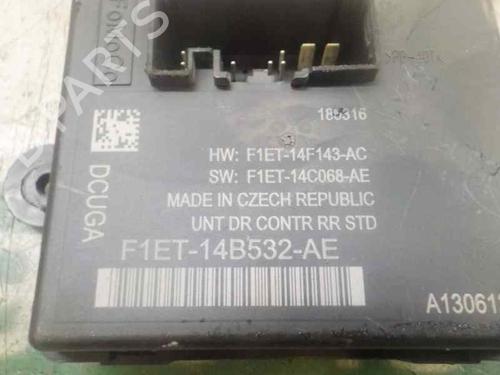 185316
HW: F1ET-14F143-AC
SW: F1ET-14C068-AE
MADE IN CZECH REPUBLIC
UNT DR CONTR RR STD
DCUGA
F1ET-14B532-AE
PARTS